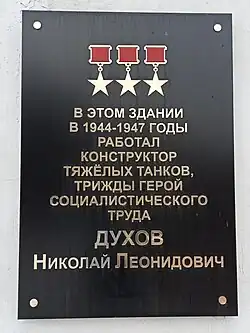 В ЭТОМ ЗДАНИИ
В 1944-1947 ГОДЫ
РАБОТАЛ
КОНСТРУКТОР
ТЯЖЁЛЫХ ТАНКОВ,
ТРИЖДЫ ГЕРОЙ
СОЦИАЛИСТИЧЕСКОГО
ТРУДА
ДУХОВ
НИКОЛАЙ ЛЕОНИДОВИЧ